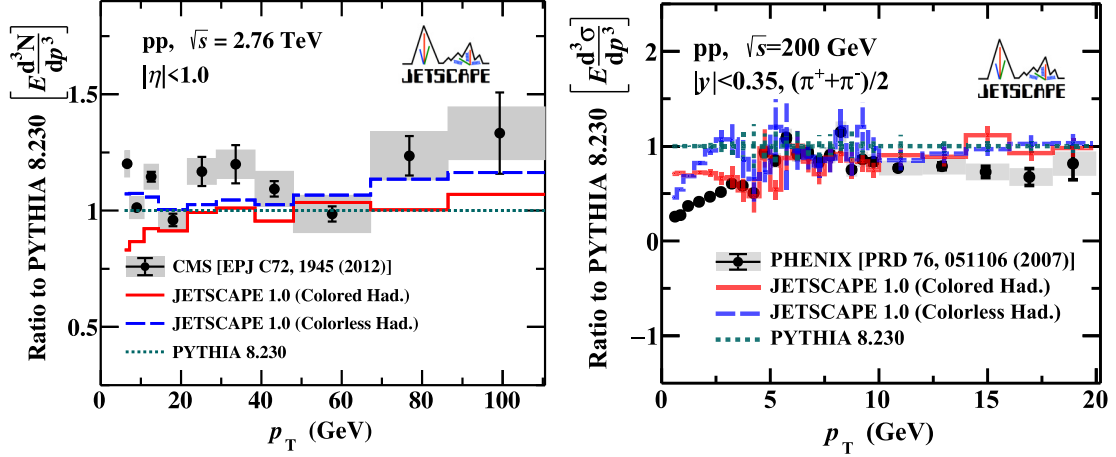 Ratio to PYTHIA 8.230 [E d³N/dp³]
pp, √s = 2.76 TeV
|η|<1.0
JETSCAPE
CMS [EPJ C72, 1945 (2012)]
JETSCAPE 1.0 (Colored Had.)
JETSCAPE 1.0 (Colorless Had.)
PYTHIA 8.230
1.5
1
0.5
0 20 40 60 80 100
p_T (GeV)
Ratio to PYTHIA 8.230 [E d³σ/dp³]
pp, √s=200 GeV
|y|<0.35, (π⁺+π⁻)/2
JETSCAPE
PHENIX [PRD 76, 051106 (2007)]
JETSCAPE 1.0 (Colored Had.)
JETSCAPE 1.0 (Colorless Had.)
PYTHIA 8.230
2
1
0
−1
0 5 10 15 20
p_T (GeV)